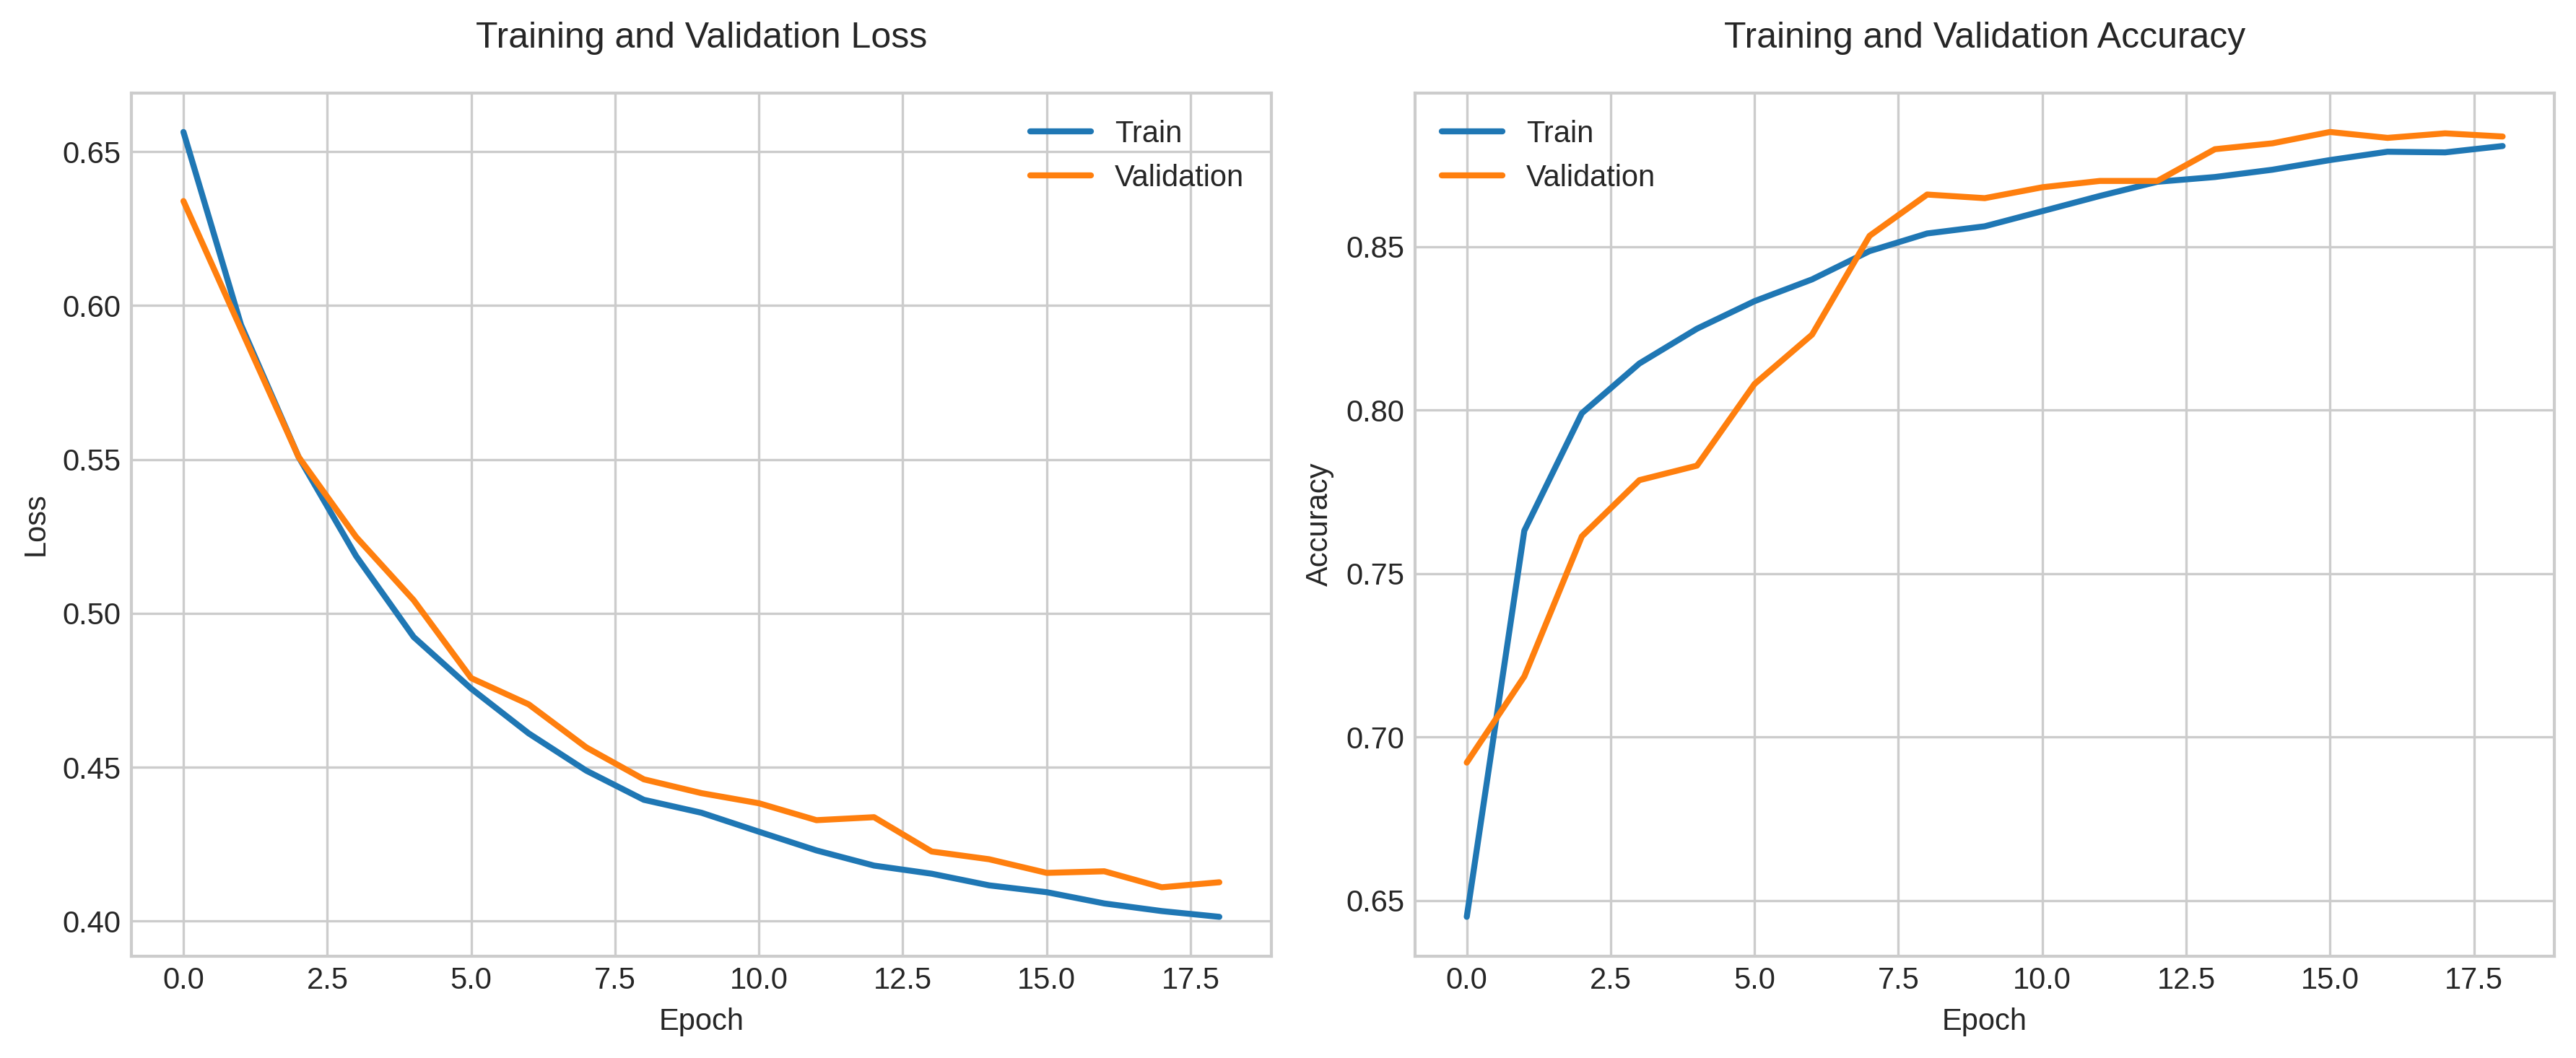 Training and Validation Loss
Train
Validation
0.65
0.60
0.55
0.50
0.45
0.40
Loss
0.0 2.5 5.0 7.5 10.0 12.5 15.0 17.5
Epoch
Training and Validation Accuracy
Train
Validation
0.85
0.80
0.75
0.70
0.65
Accuracy
0.0 2.5 5.0 7.5 10.0 12.5 15.0 17.5
Epoch